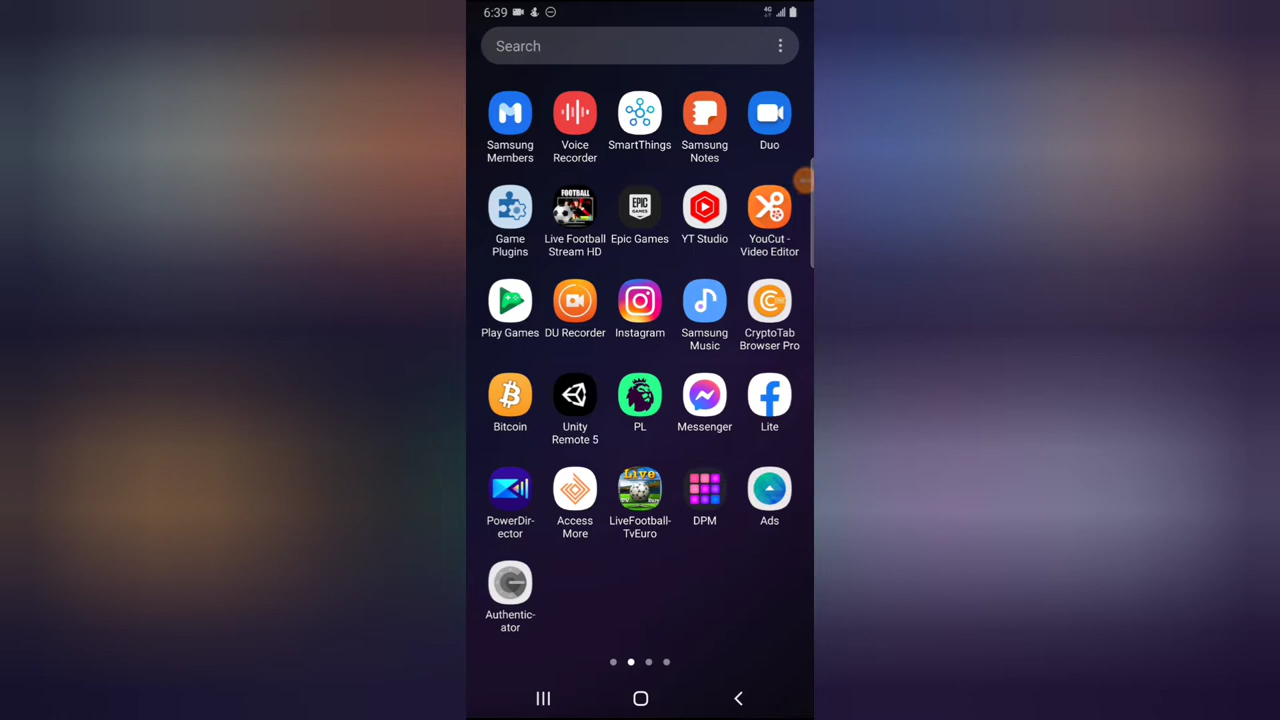 6:39
4G
Search
Samsung
Members
Voice
Recorder
SmartThings
Samsung
Notes
Duo
Game
Plugins
FOOTBALL
Live Football
Stream HD
EPIC
GAMES
Epic Games
YT Studio
YouCut -
Video Editor
Play Games
DU Recorder
Instagram
Samsung
Music
CryptoTab
Browser Pro
Bitcoin
Unity
Remote 5
PL
Messenger
Lite
PowerDir-
ector
Access
More
Live
LiveFootball-
TvEuro
DPM
Ads
Authentic-
ator